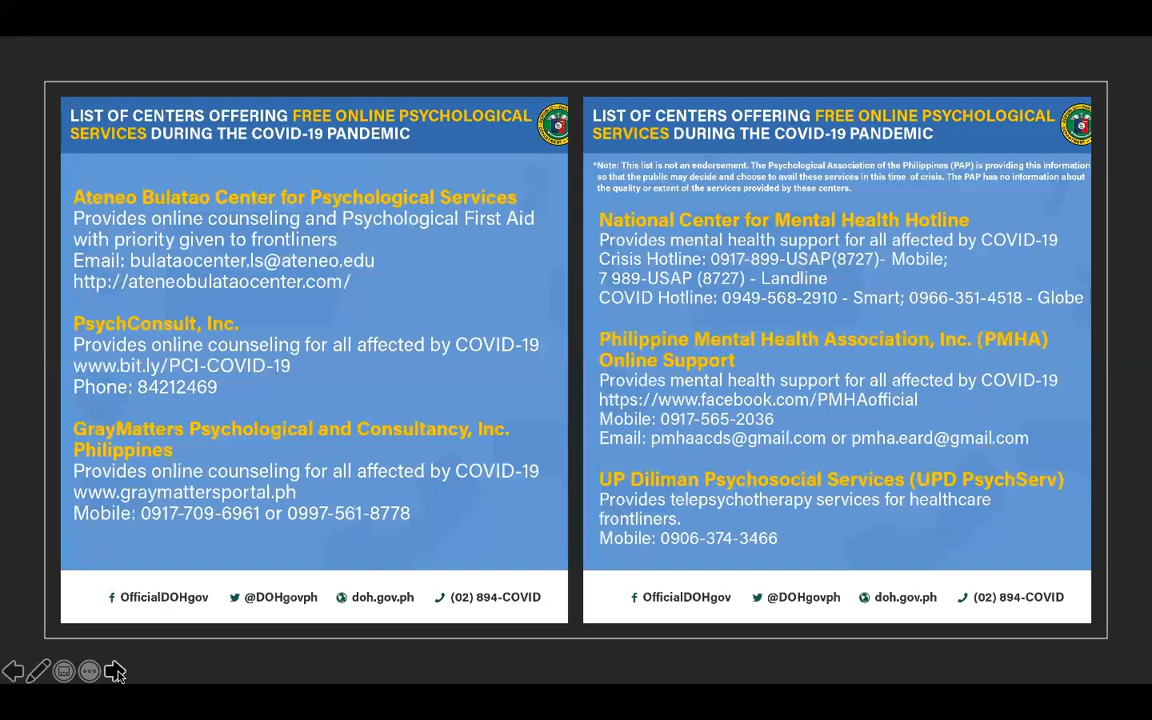 LIST OF CENTERS OFFERING FREE ONLINE PSYCHOLOGICAL
SERVICES DURING THE COVID-19 PANDEMIC
Ateneo Bulatao Center for Psychological Services
Provides online counseling and Psychological First Aid
with priority given to frontliners
Email: bulataocenter.ls@ateneo.edu
http://ateneobulataocenter.com/
PsychConsult, Inc.
Provides online counseling for all affected by COVID-19
www.bit.ly/PCI-COVID-19
Phone: 84212469
GrayMatters Psychological and Consultancy, Inc.
Philippines
Provides online counseling for all affected by COVID-19
www.graymattersportal.ph
Mobile: 0917-709-6961 or 0997-561-8778
OfficialDOHgov @DOHgovph doh.gov.ph (02) 894-COVID
LIST OF CENTERS OFFERING FREE ONLINE PSYCHOLOGICAL
SERVICES DURING THE COVID-19 PANDEMIC
*Note: This list is not an endorsement. The Psychological Association of the Philippines (PAP) is providing this information
so that the public may decide and choose to avail these services in this time of crisis. The PAP has no information about
the quality or extent of the services provided by these centers.
National Center for Mental Health Hotline
Provides mental health support for all affected by COVID-19
Crisis Hotline: 0917-899-USAP(8727)- Mobile;
7 989-USAP (8727) - Landline
COVID Hotline: 0949-568-2910 - Smart; 0966-351-4518 - Globe
Philippine Mental Health Association, Inc. (PMHA)
Online Support
Provides mental health support for all affected by COVID-19
https://www.facebook.com/PMHAofficial
Mobile: 0917-565-2036
Email: pmhaacds@gmail.com or pmha.eard@gmail.com
UP Diliman Psychosocial Services (UPD PsychServ)
Provides telepsychotherapy services for healthcare
frontliners.
Mobile: 0906-374-3466
OfficialDOHgov @DOHgovph doh.gov.ph (02) 894-COVID